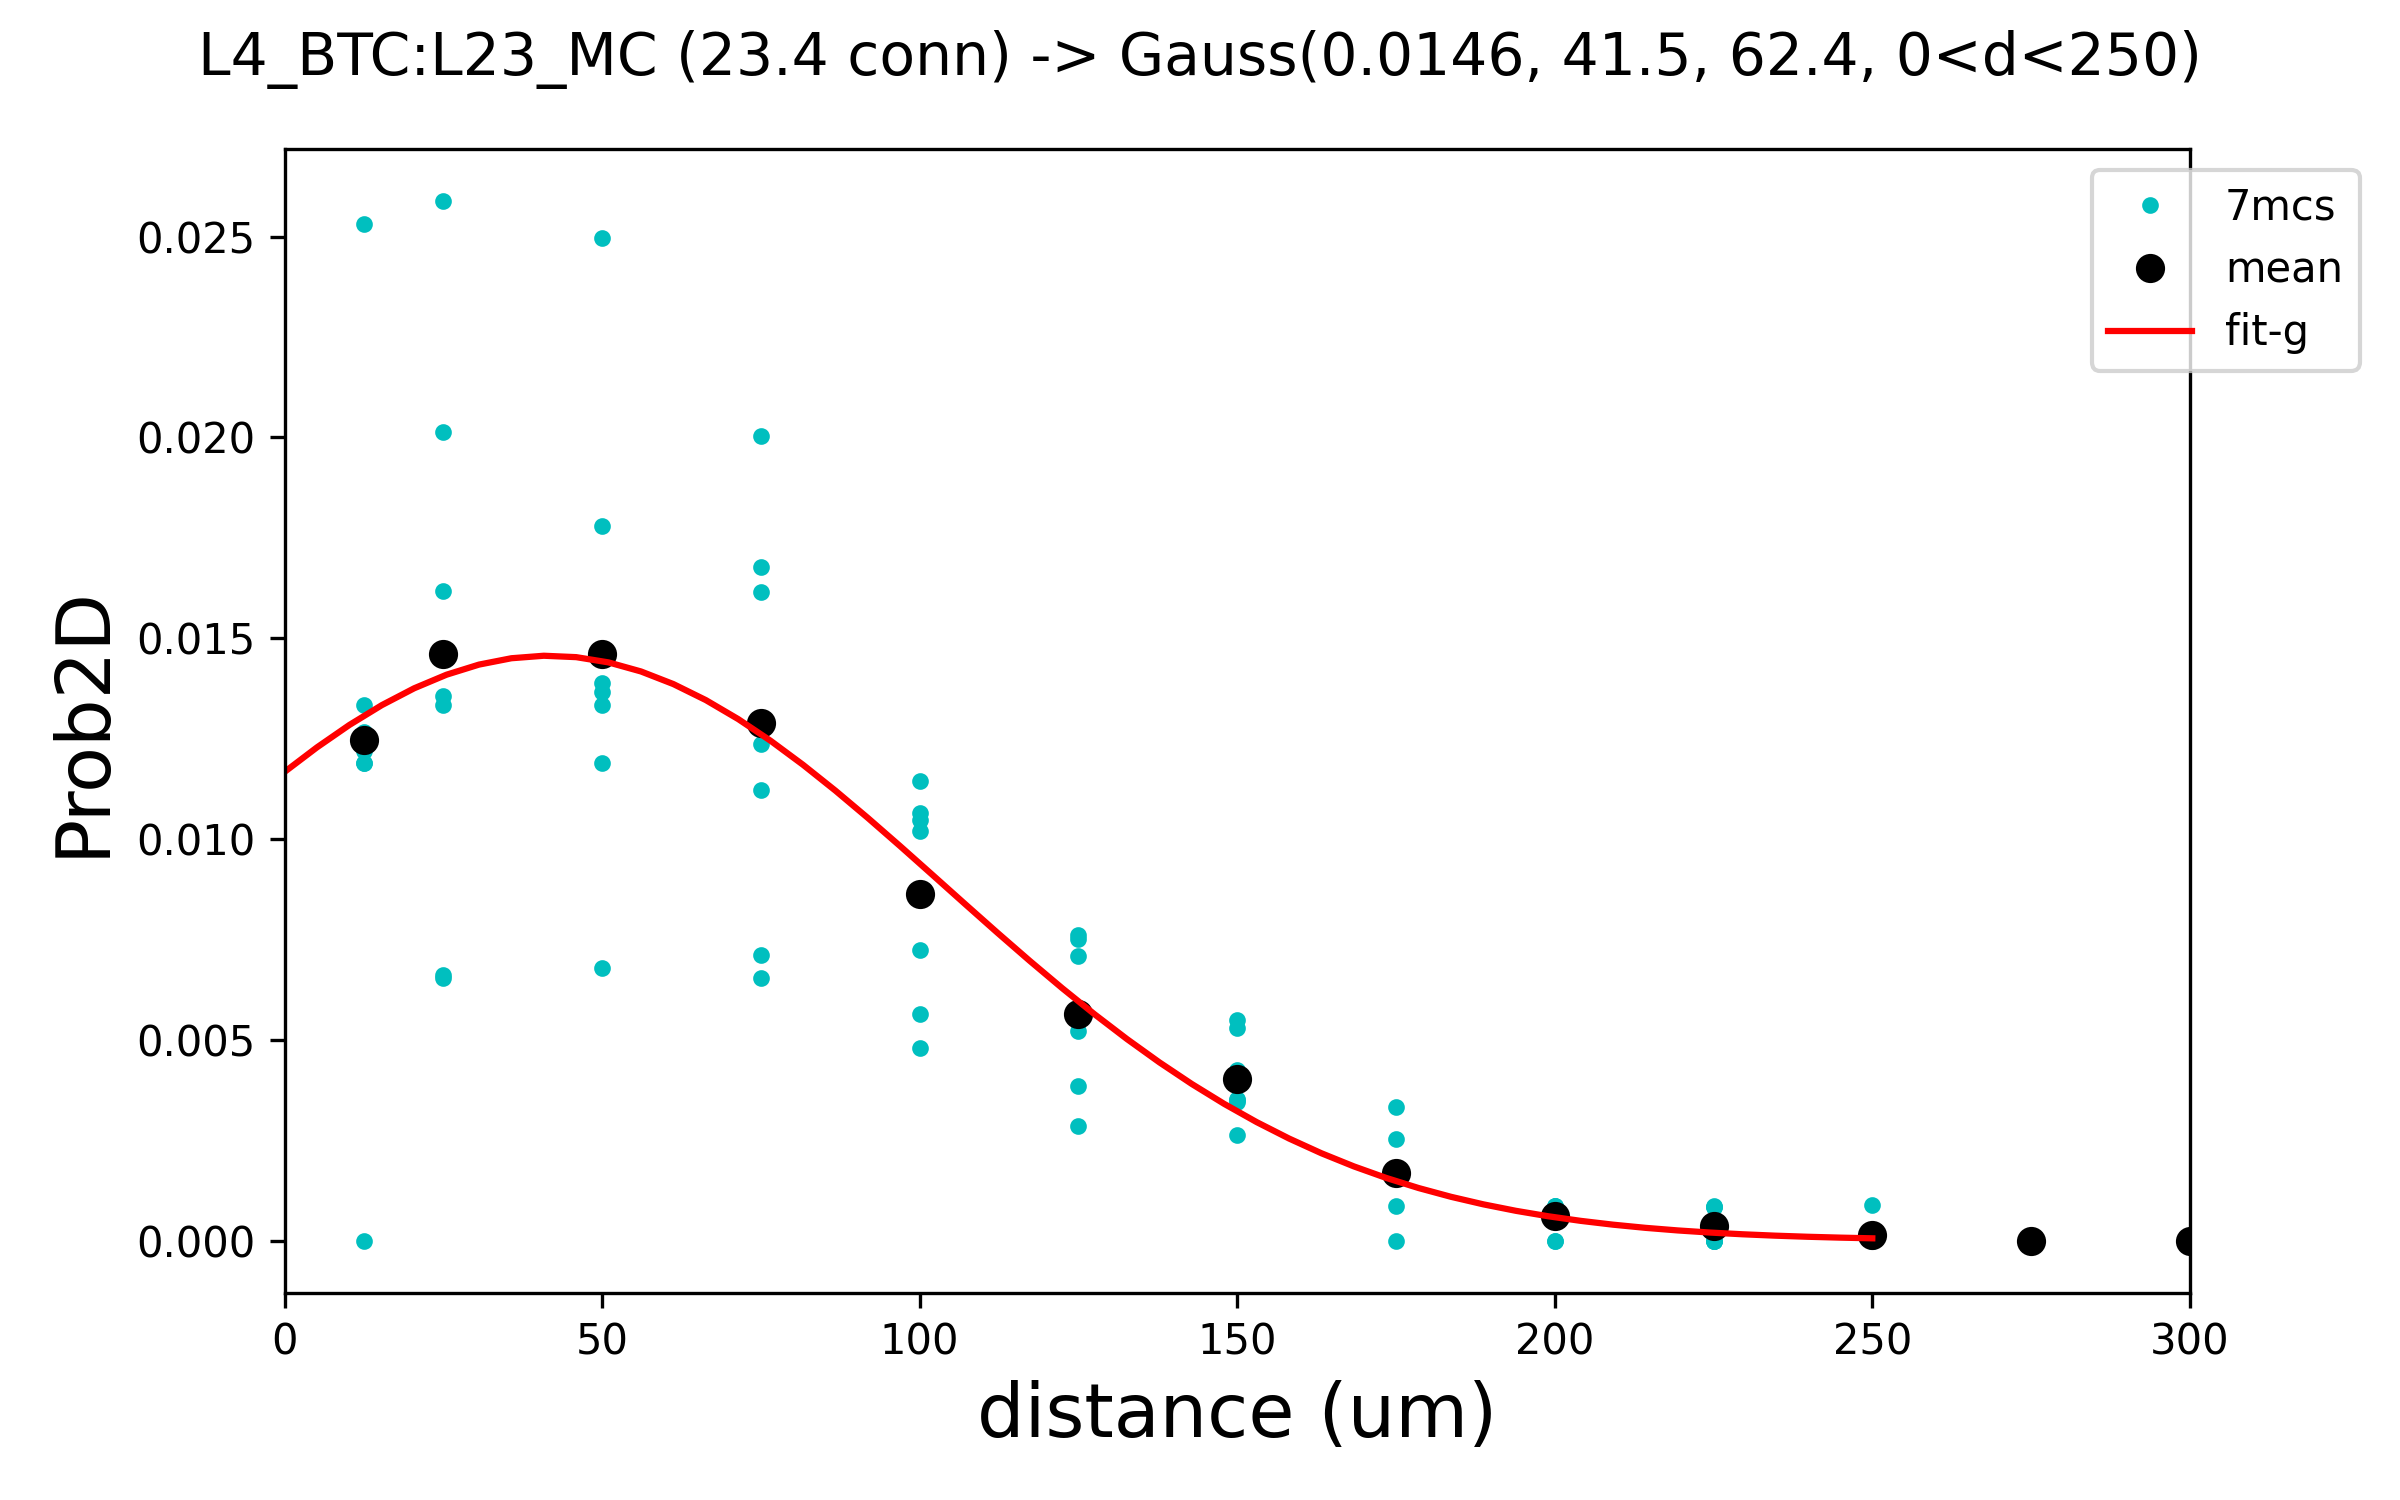 L4_BTC:L23_MC (23.4 conn) -> Gauss(0.0146, 41.5, 62.4, 0<d<250)
7mcs
mean
fit-g
Prob2D
0.025
0.020
0.015
0.010
0.005
0.000
0 50 100 150 200 250 300
distance (um)